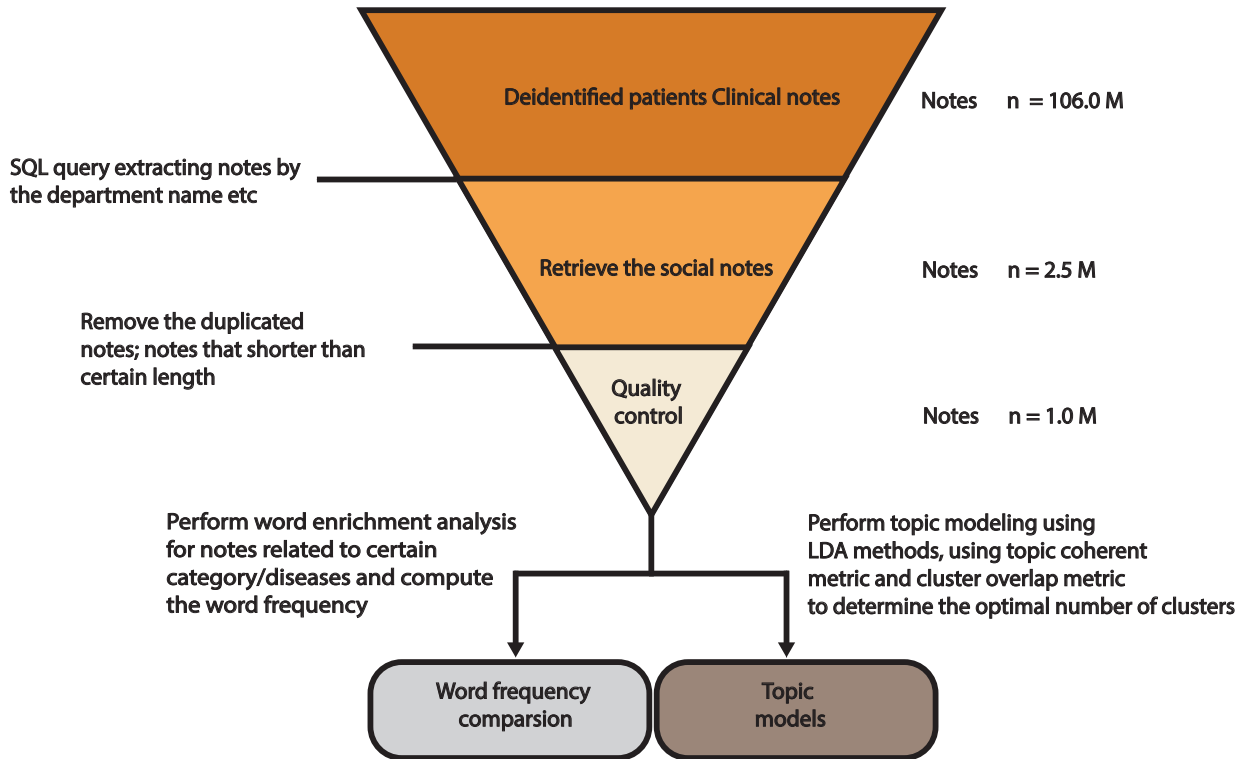 Deidentified patients Clinical notes
Notes n = 106.0 M
SQL query extracting notes by
the department name etc
Retrieve the social notes
Notes n = 2.5 M
Remove the duplicated
notes; notes that shorter than
certain length
Quality
control
Notes n = 1.0 M
Perform word enrichment analysis
for notes related to certain
category/diseases and compute
the word frequency
Perform topic modeling using
LDA methods, using topic coherent
metric and cluster overlap metric
to determine the optimal number of clusters
Word frequency
comparsion
Topic
models